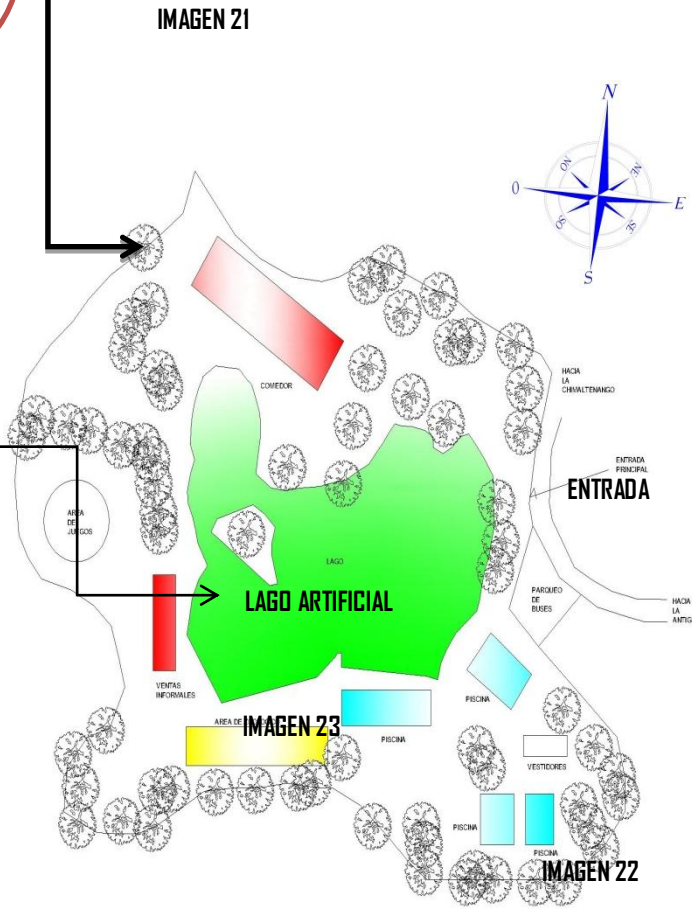 IMAGEN 21
N
NO
NE
O
E
SO
SE
S
COMEDOR
HACIA
LA
CHIMALTENANGO
ENTRADA
PRINCIPAL
ENTRADA
AREA
DE
JUEGOS
LAGO
LAGO ARTIFICIAL
PARQUEO
DE
BUSES
HACIA
LA
ANTIG
VENTAS
INFORMALES
PISCINA
AREA DE
IMAGEN 23
PISCINA
VESTIDORES
PISCINA
PISCINA
IMAGEN 22